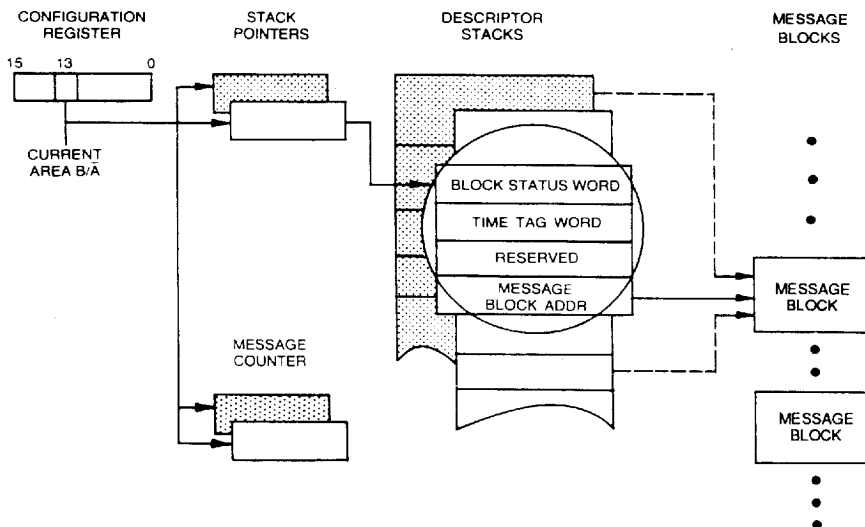 CONFIGURATION
REGISTER
STACK
POINTERS
DESCRIPTOR
STACKS
MESSAGE
BLOCKS
15 13 0
CURRENT
AREA B/Ā
BLOCK STATUS WORD
TIME TAG WORD
RESERVED
MESSAGE
BLOCK ADDR
MESSAGE
BLOCK
MESSAGE
COUNTER
MESSAGE
BLOCK